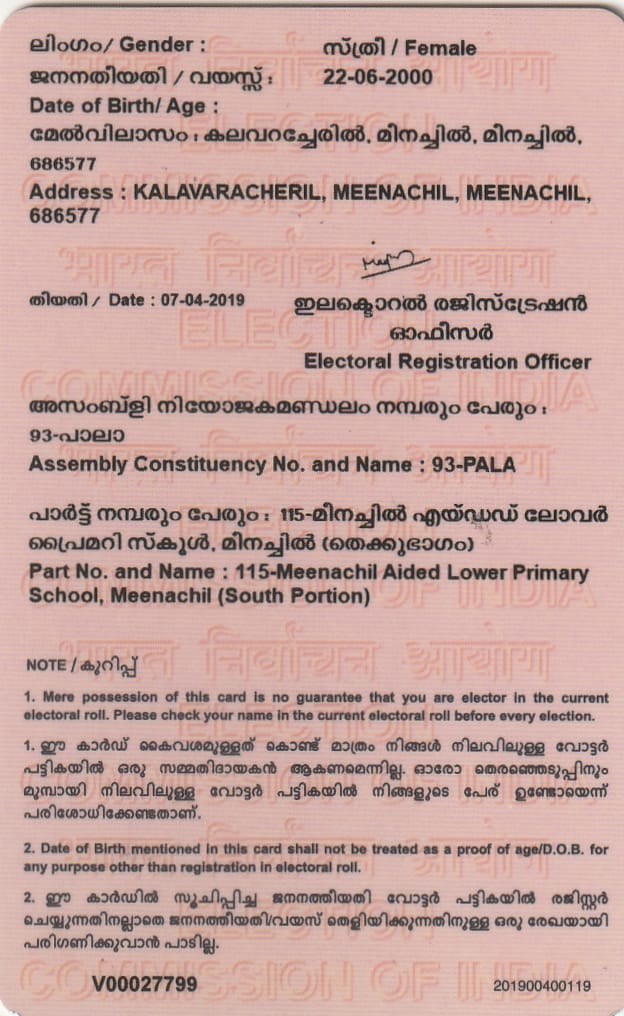 ലിംഗം/ Gender : സ്ത്രീ / Female
ജനനതീയതി / വയസ്സ് : 22-06-2000
Date of Birth/ Age :
മേൽവിലാസം : കലവറച്ചേരിൽ, മീനച്ചിൽ, മീനച്ചിൽ,
686577
Address : KALAVARACHERIL, MEENACHIL, MEENACHIL,
686577
തിയതി / Date : 07-04-2019
ഇലക്ടൊറൽ രജിസ്ട്രേഷൻ
ഓഫീസർ
Electoral Registration Officer
അസംബ്ളി നിയോജകമണ്ഡലം നമ്പരും പേരും :
93-പാലാ
Assembly Constituency No. and Name : 93-PALA
പാർട്ട് നമ്പരും പേരും : 115-മീനച്ചിൽ എയ്ഡഡ് ലോവർ
പ്രൈമറി സ്കൂൾ, മീനച്ചിൽ (തെക്കുഭാഗം)
Part No. and Name : 115-Meenachil Aided Lower Primary
School, Meenachil (South Portion)
NOTE / കുറിപ്പ്
1. Mere possession of this card is no guarantee that you are elector in the current
electoral roll. Please check your name in the current electoral roll before every election.
1. ഈ കാർഡ് കൈവശമുള്ളത് കൊണ്ട് മാത്രം നിങ്ങൾ നിലവിലുള്ള വോട്ടർ
പട്ടികയിൽ ഒരു സമ്മതിദായകൻ ആകണമെന്നില്ല. ഓരോ തെരഞ്ഞെടുപ്പിനും
മുമ്പായി നിലവിലുള്ള വോട്ടർ പട്ടികയിൽ നിങ്ങളുടെ പേര് ഉണ്ടോയെന്ന്
പരിശോധിക്കേണ്ടതാണ്.
2. Date of Birth mentioned in this card shall not be treated as a proof of age/D.O.B. for
any purpose other than registration in electoral roll.
2. ഈ കാർഡിൽ സൂചിപ്പിച്ച ജനനത്തീയതി വോട്ടർ പട്ടികയിൽ രജിസ്റ്റർ
ചെയ്യുന്നതിനല്ലാതെ ജനനത്തീയതി/വയസ് തെളിയിക്കുന്നതിനുള്ള ഒരു രേഖയായി
പരിഗണിക്കുവാൻ പാടില്ല.
V00027799 201900400119